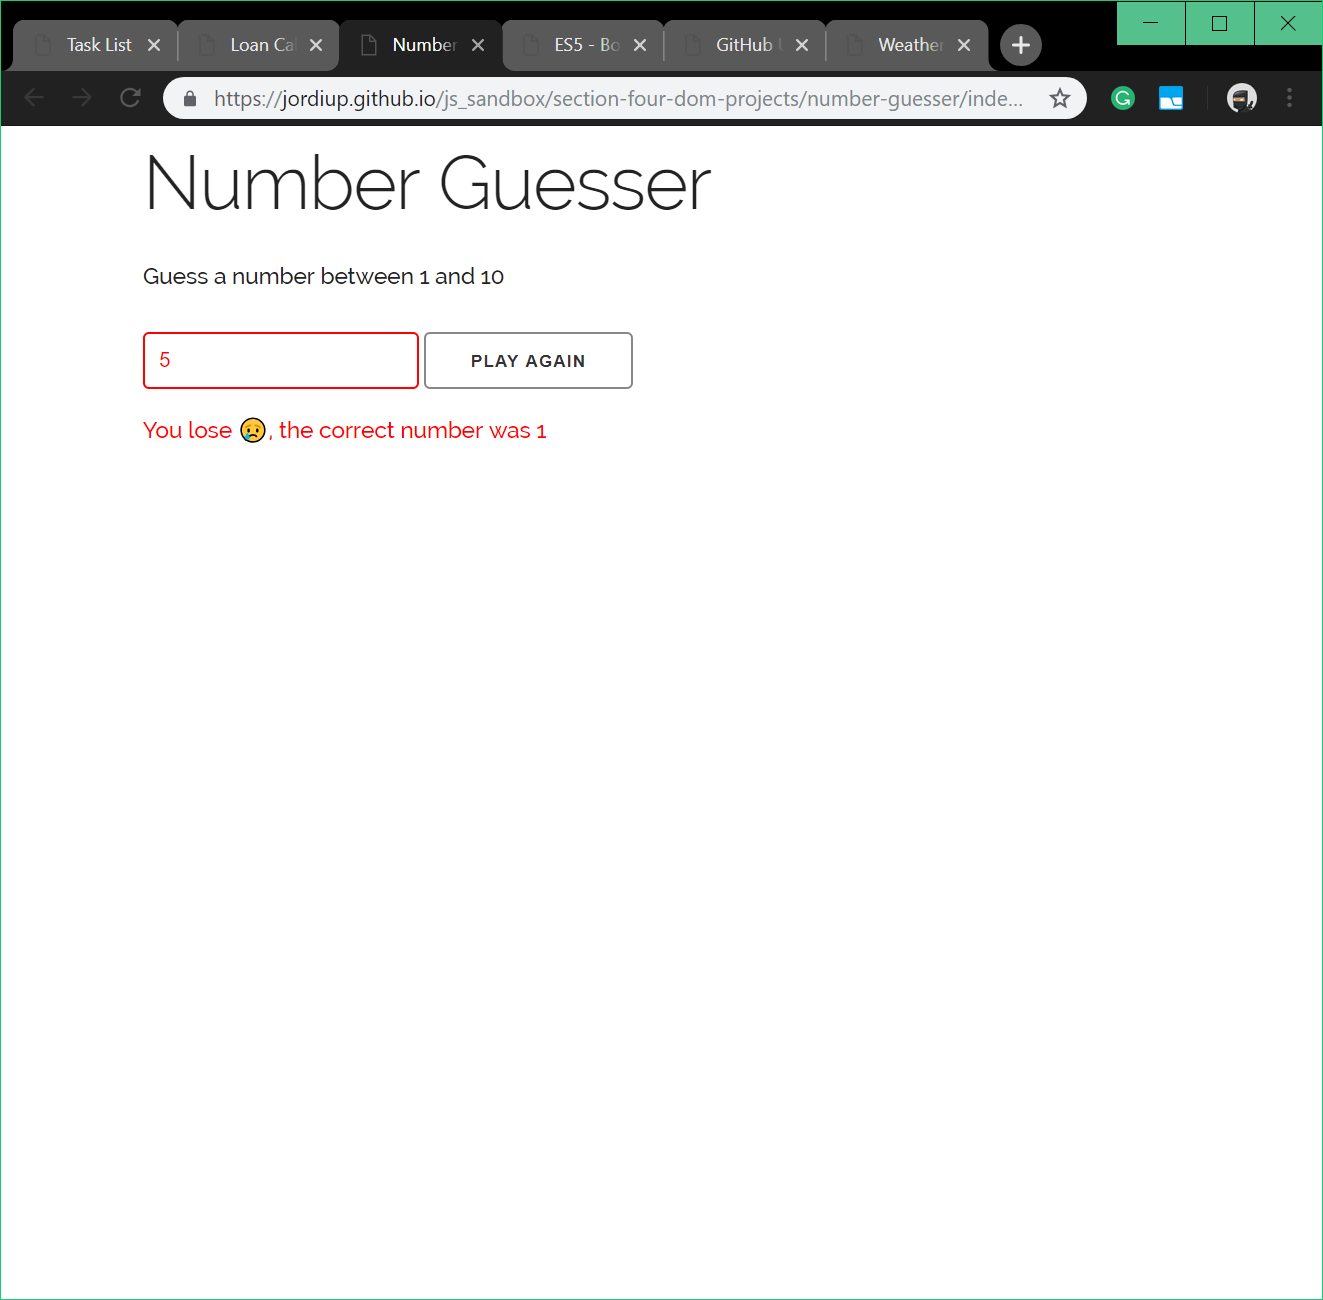 Task List
Loan Cal
Number
ES5 - Bo
GitHub
Weather
https://jordiup.github.io/js_sandbox/section-four-dom-projects/number-guesser/inde...
Number Guesser
Guess a number between 1 and 10
5
PLAY AGAIN
You lose 😥, the correct number was 1